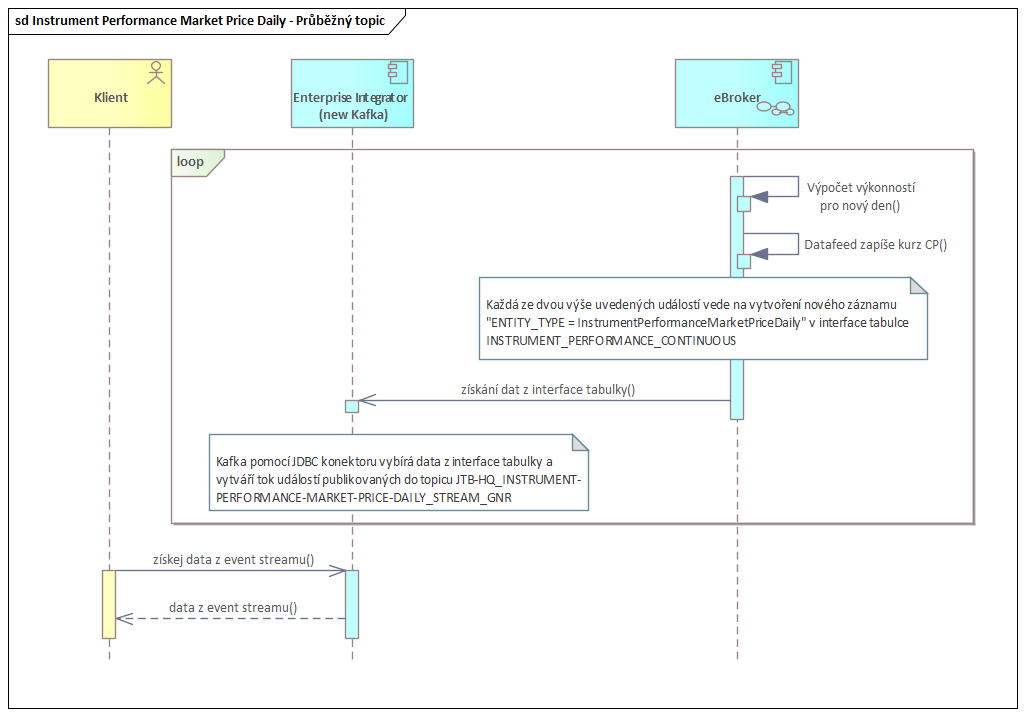 sd Instrument Performance Market Price Daily - Průběžný topic
Klient
Enterprise Integrator
(new Kafka)
eBroker
loop
Výpočet výkonností
pro nový den()
Datafeed zapíše kurz CP()
Každá ze dvou výše uvedených událostí vede na vytvoření nového záznamu
"ENTITY_TYPE = InstrumentPerformanceMarketPriceDaily" v interface tabulce
INSTRUMENT_PERFORMANCE_CONTINUOUS
získání dat z interface tabulky()
Kafka pomocí JDBC konektoru vybírá data z interface tabulky a
vytváří tok událostí publikovaných do topicu JTB-HQ_INSTRUMENT-
PERFORMANCE-MARKET-PRICE-DAILY_STREAM_GNR
získej data z event streamu()
data z event streamu()